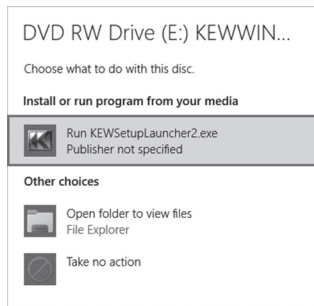 DVD RW Drive (E:) KEWWIN...
Choose what to do with this disc.
Install or run program from your media
Run KEWSetupLauncher2.exe
Publisher not specified
Other choices
Open folder to view files
File Explorer
Take no action